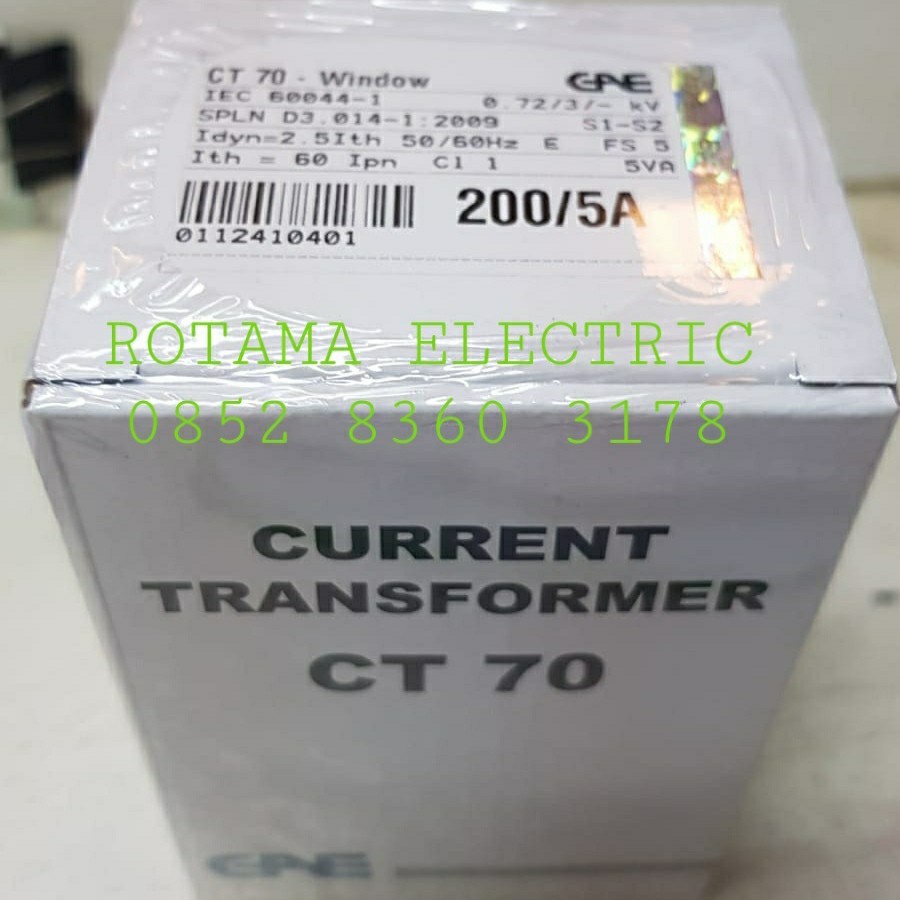 CT 70 - Window GAE
IEC 60044-1 0.72/3/- kV
SPLN D3.014-1:2009 S1-S2
Idyn=2.5Ith 50/60Hz E FS 5
Ith = 60 Ipn Cl 1 5VA
200/5A
0112410401
ROTAMA ELECTRIC
0852 8360 3178
CURRENT
TRANSFORMER
CT 70
GAE